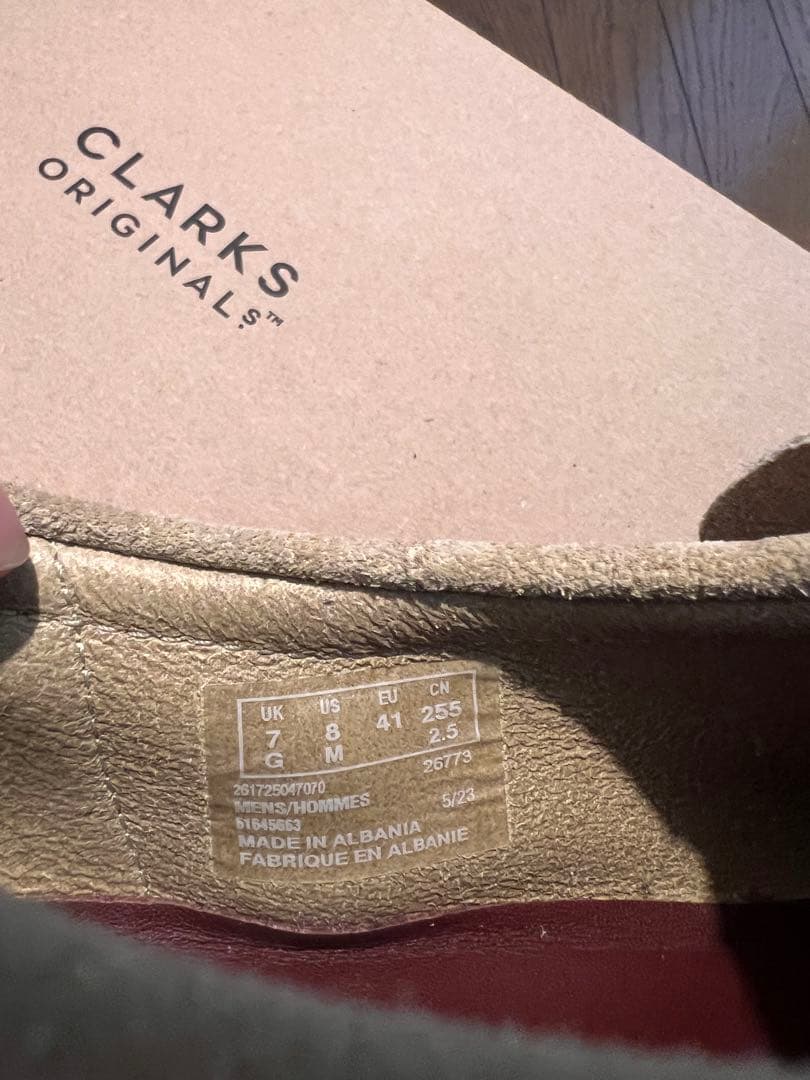 CLARKS
ORIGINALS™
UK US EU CN
7 8 41 255
G M 2.5
26773
261725047070
MENS/HOMMES 5/23
MADE IN ALBANIA
FABRIQUE EN ALBANIE